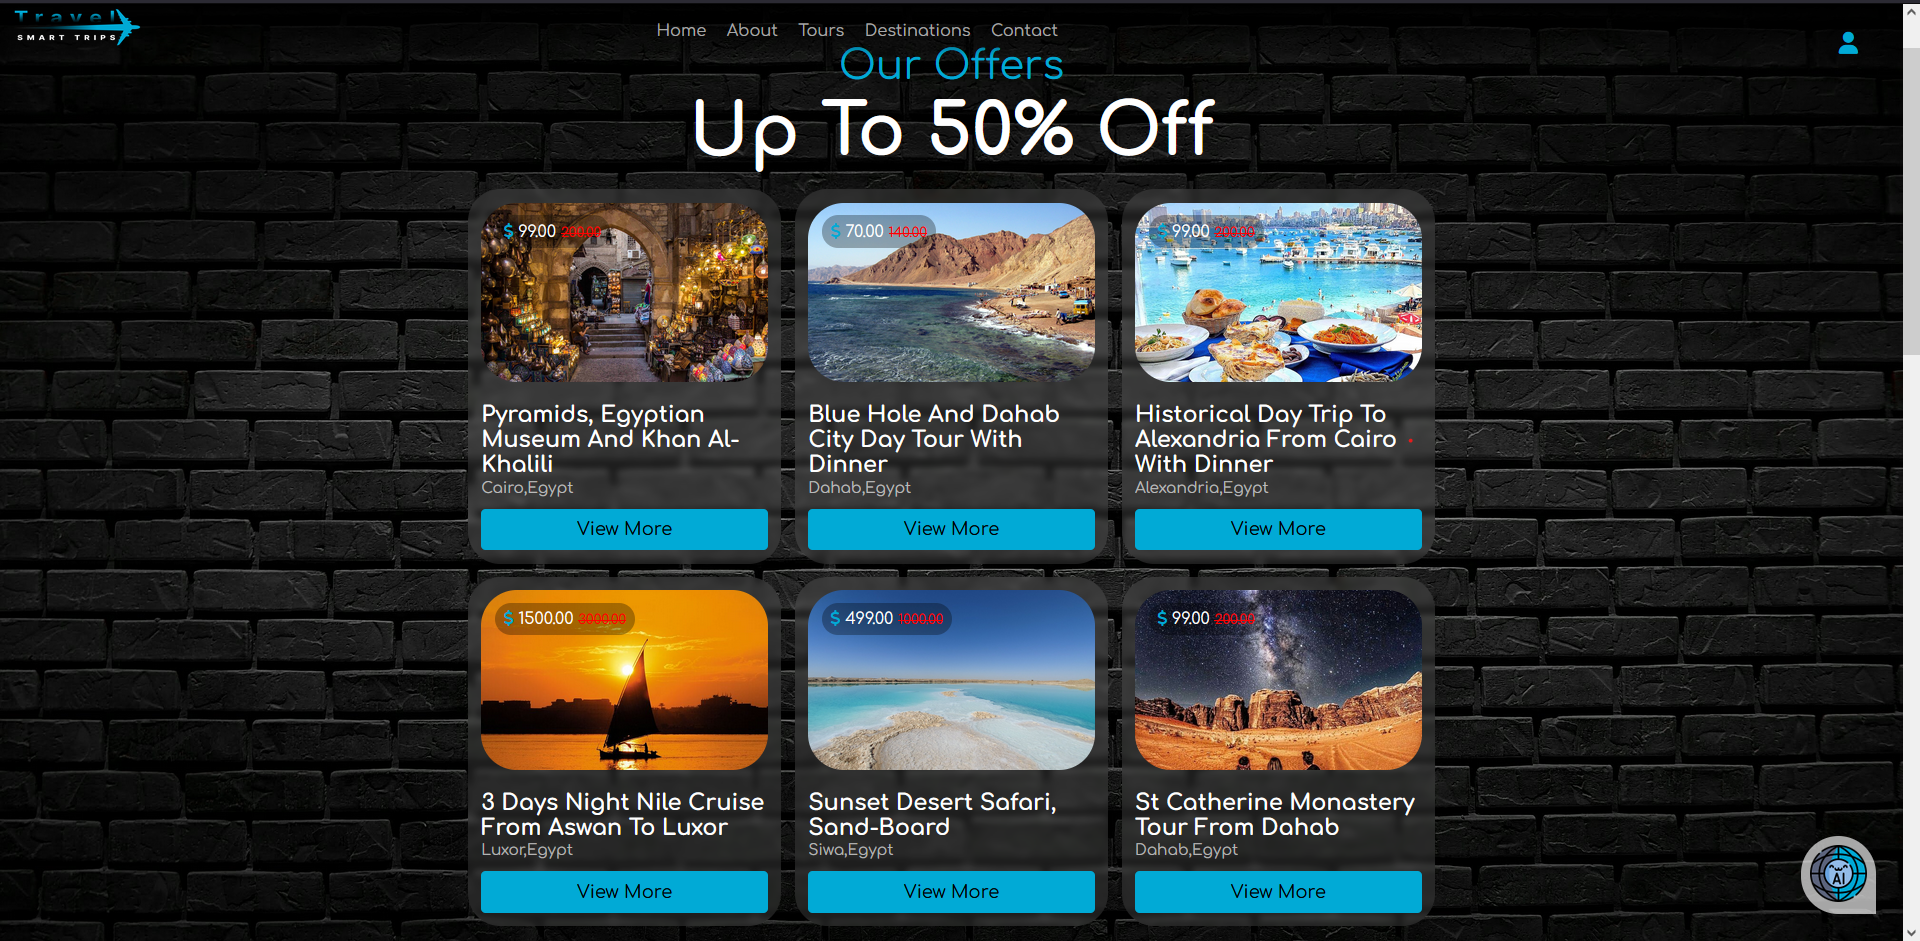 Travel
SMART TRIPS
Home About Tours Destinations Contact
Our Offers
Up To 50% Off
$ 99.00 200.00
$ 70.00 140.00
$ 99.00 200.00
Pyramids, Egyptian
Museum And Khan Al-
Khalili
Cairo,Egypt
View More
Blue Hole And Dahab
City Day Tour With
Dinner
Dahab,Egypt
View More
Historical Day Trip To
Alexandria From Cairo
With Dinner
Alexandria,Egypt
View More
$ 1500.00 3000.00
$ 499.00 1000.00
$ 99.00 200.00
3 Days Night Nile Cruise
From Aswan To Luxor
Luxor,Egypt
View More
Sunset Desert Safari,
Sand-Board
Siwa,Egypt
View More
St Catherine Monastery
Tour From Dahab
Dahab,Egypt
View More
AI